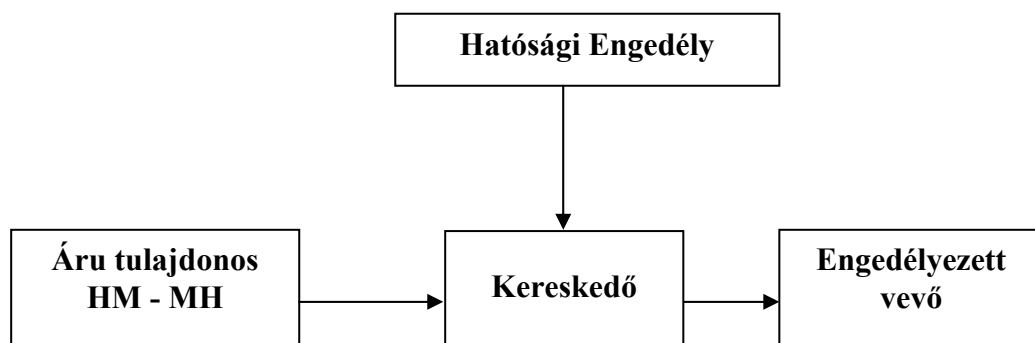 Hatósági Engedély
Áru tulajdonos
HM - MH
Kereskedő
Engedélyezett
vevő